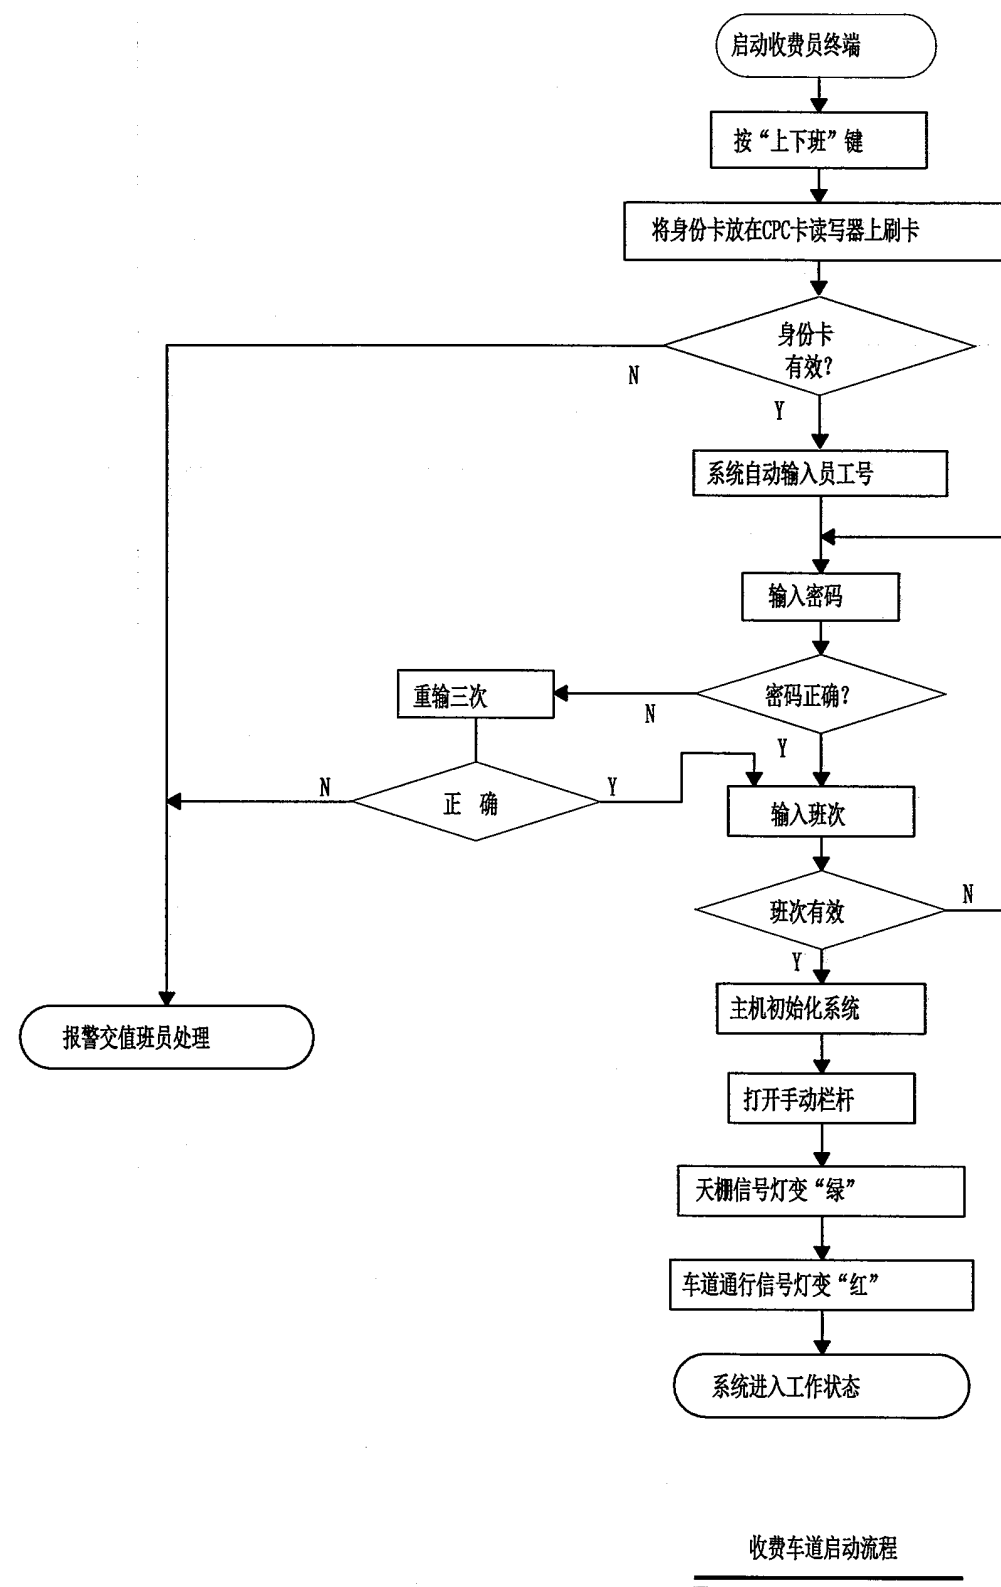 启动收费员终端
按“上下班”键
将身份卡放在CPC卡读写器上刷卡
身份卡
有效?
N
Y
系统自动输入员工号
输入密码
密码正确?
N
Y
重输三次
正 确
N
Y
输入班次
班次有效
N
Y
主机初始化系统
报警交值班员处理
打开手动栏杆
天棚信号灯变“绿”
车道通行信号灯变“红”
系统进入工作状态
收费车道启动流程